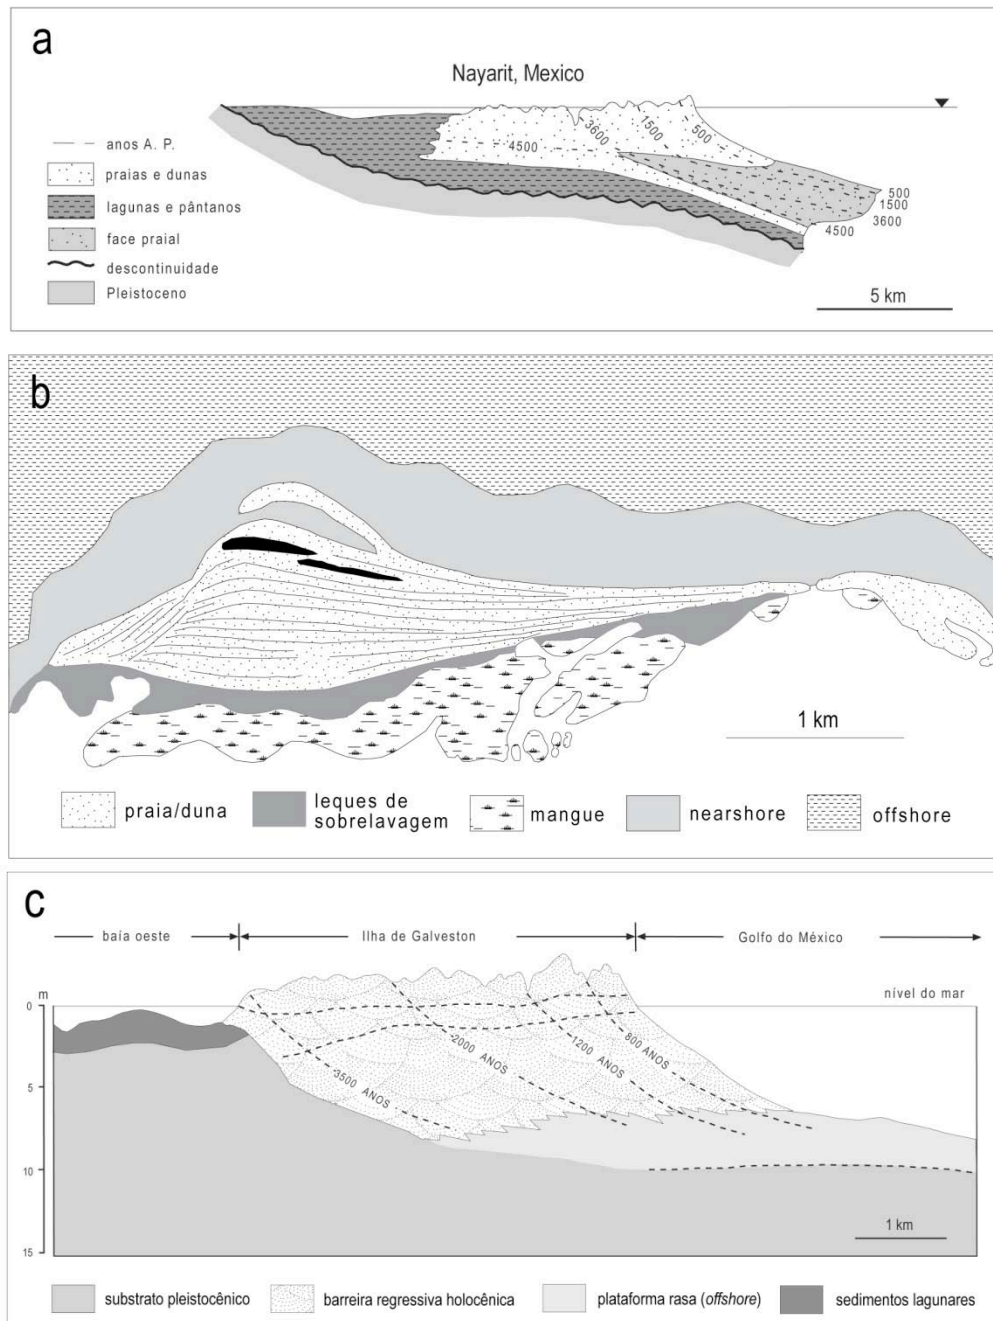 a
Nayarit, Mexico
anos A. P.
praias e dunas
lagunas e pântanos
face praial
descontinuidade
Pleistoceno
4500
3600
1500
500
500
1500
3600
4500
5 km
b
1 km
praia/duna
leques de
sobrelavagem
mangue
nearshore
offshore
c
baía oeste
Ilha de Galveston
Golfo do México
m
nível do mar
0
5
10
15
3500 ANOS
2000 ANOS
1200 ANOS
800 ANOS
1 km
substrato pleistocênico
barreira regressiva holocênica
plataforma rasa (offshore)
sedimentos lagunares